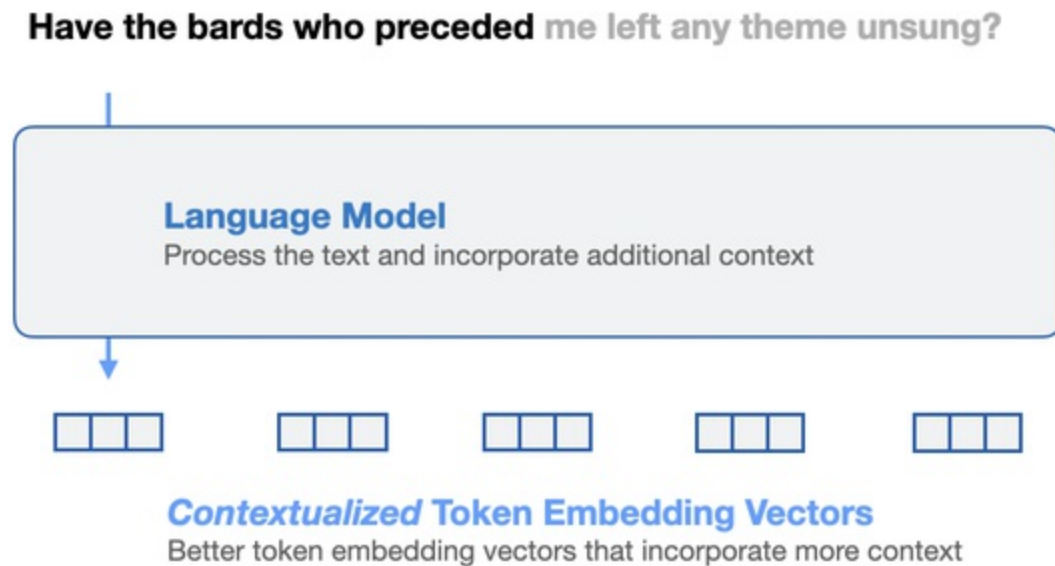 Have the bards who preceded me left any theme unsung?
Language Model
Process the text and incorporate additional context
Contextualized Token Embedding Vectors
Better token embedding vectors that incorporate more context